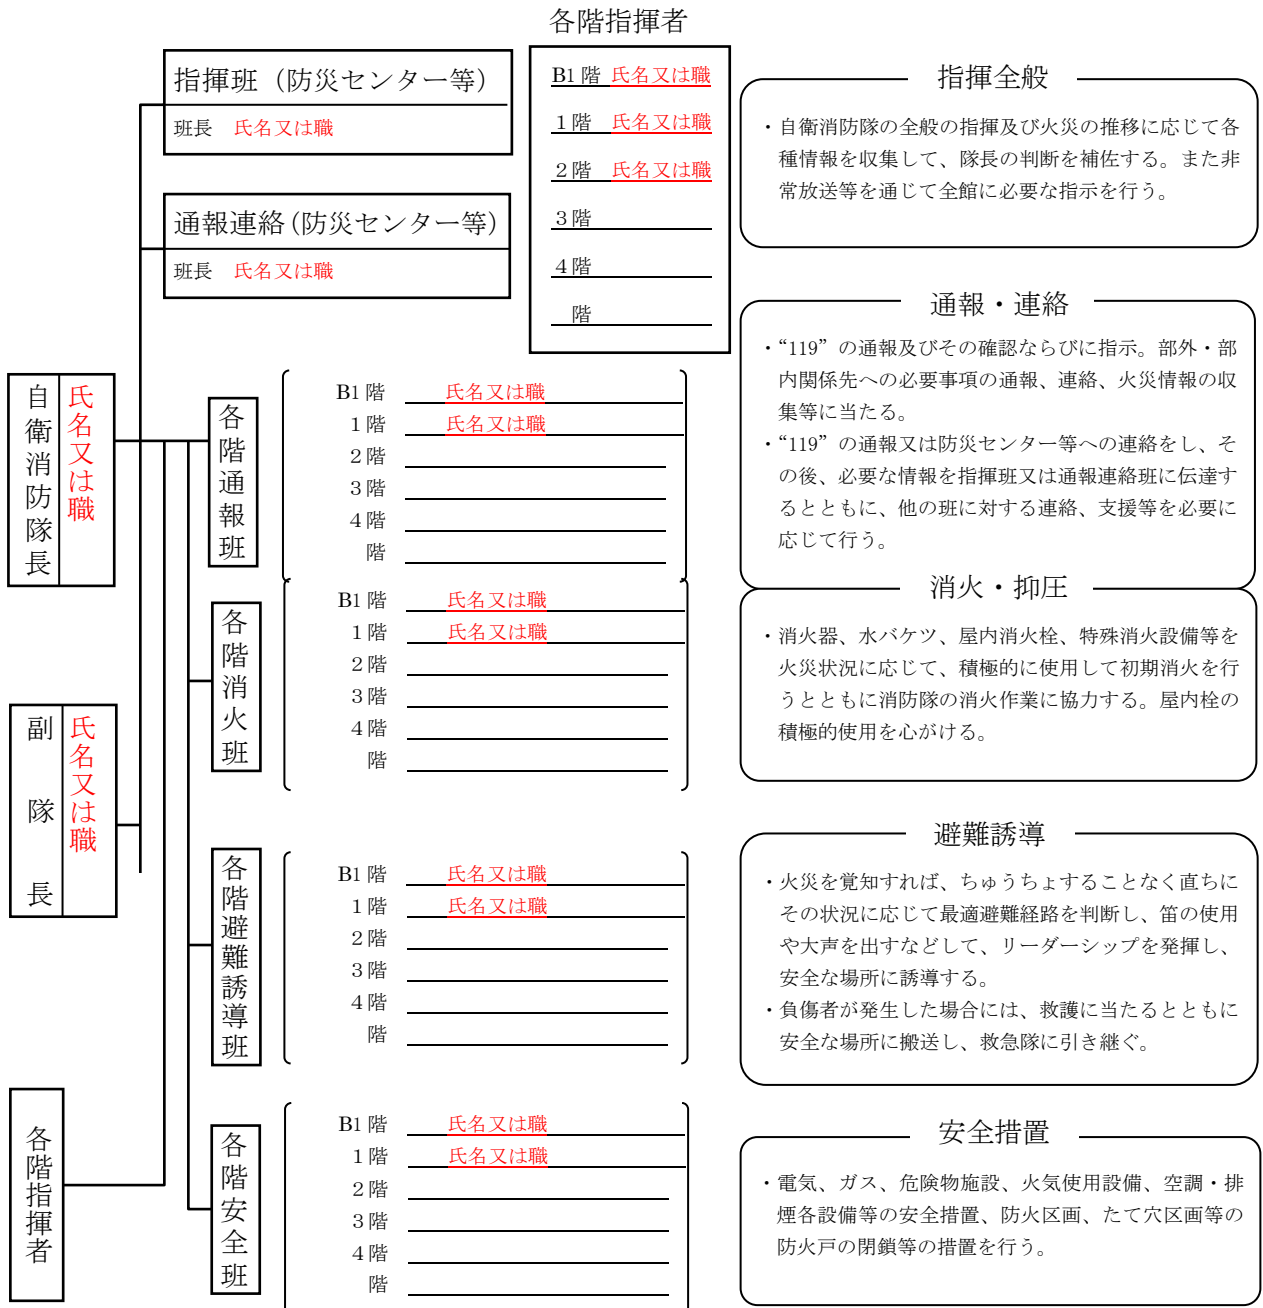 各階指揮者
指揮班（防災センター等）
班長　氏名又は職
通報連絡（防災センター等）
班長　氏名又は職
B1 階　氏名又は職
1 階　氏名又は職
2 階　氏名又は職
3 階
4 階
階
指揮全般
・自衛消防隊の全般の指揮及び火災の推移に応じて各
種情報を収集して、隊長の判断を補佐する。また非
常放送等を通じて全館に必要な指示を行う。
通報・連絡
・“119”の通報及びその確認ならびに指示。部外・部
内関係先への必要事項の通報、連絡、火災情報の収
集等に当たる。
・“119”の通報又は防災センター等への連絡をし、そ
の後、必要な情報を指揮班又は通報連絡班に伝達す
るとともに、他の班に対する連絡、支援等を必要に
応じて行う。
自衛消防隊長
氏名又は職
各階通報班
B1 階　氏名又は職
1 階　氏名又は職
2 階
3 階
4 階
階
消火・抑圧
・消火器、水バケツ、屋内消火栓、特殊消火設備等を
火災状況に応じて、積極的に使用して初期消火を行
うとともに消防隊の消火作業に協力する。屋内栓の
積極的使用を心がける。
各階消火班
B1 階　氏名又は職
1 階　氏名又は職
2 階
3 階
4 階
階
副隊長
氏名又は職
避難誘導
・火災を覚知すれば、ちゅうちょすることなく直ちに
その状況に応じて最適避難経路を判断し、笛の使用
や大声を出すなどして、リーダーシップを発揮し、
安全な場所に誘導する。
・負傷者が発生した場合には、救護に当たるとともに
安全な場所に搬送し、救急隊に引き継ぐ。
各階避難誘導班
B1 階　氏名又は職
1 階　氏名又は職
2 階
3 階
4 階
階
各階指揮者
各階安全班
B1 階　氏名又は職
1 階　氏名又は職
2 階
3 階
4 階
階
安全措置
・電気、ガス、危険物施設、火気使用設備、空調・排
煙各設備等の安全措置、防火区画、たて穴区画等の
防火戸の閉鎖等の措置を行う。